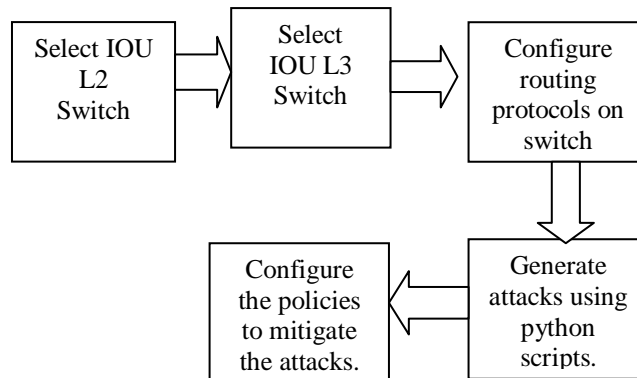 Select IOU
L2
Switch
Select
IOU L3
Switch
Configure
routing
protocols on
switch
Generate
attacks using
python
scripts.
Configure
the policies
to mitigate
the attacks.